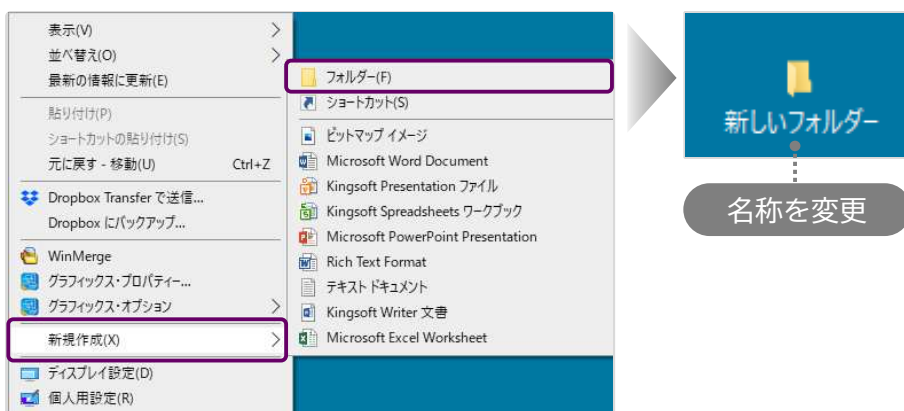 表示(V)
並べ替え(O)
最新の情報に更新(E)
貼り付け(P)
ショートカットの貼り付け(S)
元に戻す - 移動(U) Ctrl+Z
Dropbox Transfer で送信...
Dropbox にバックアップ...
WinMerge
グラフィックス・プロパティー...
グラフィックス・オプション
新規作成(X)
ディスプレイ設定(D)
個人用設定(R)
フォルダー(F)
ショートカット(S)
ビットマップ イメージ
Microsoft Word Document
Kingsoft Presentation ファイル
Kingsoft Spreadsheets ワークブック
Microsoft PowerPoint Presentation
Rich Text Format
テキスト ドキュメント
Kingsoft Writer 文書
Microsoft Excel Worksheet
新しいフォルダー
名称を変更